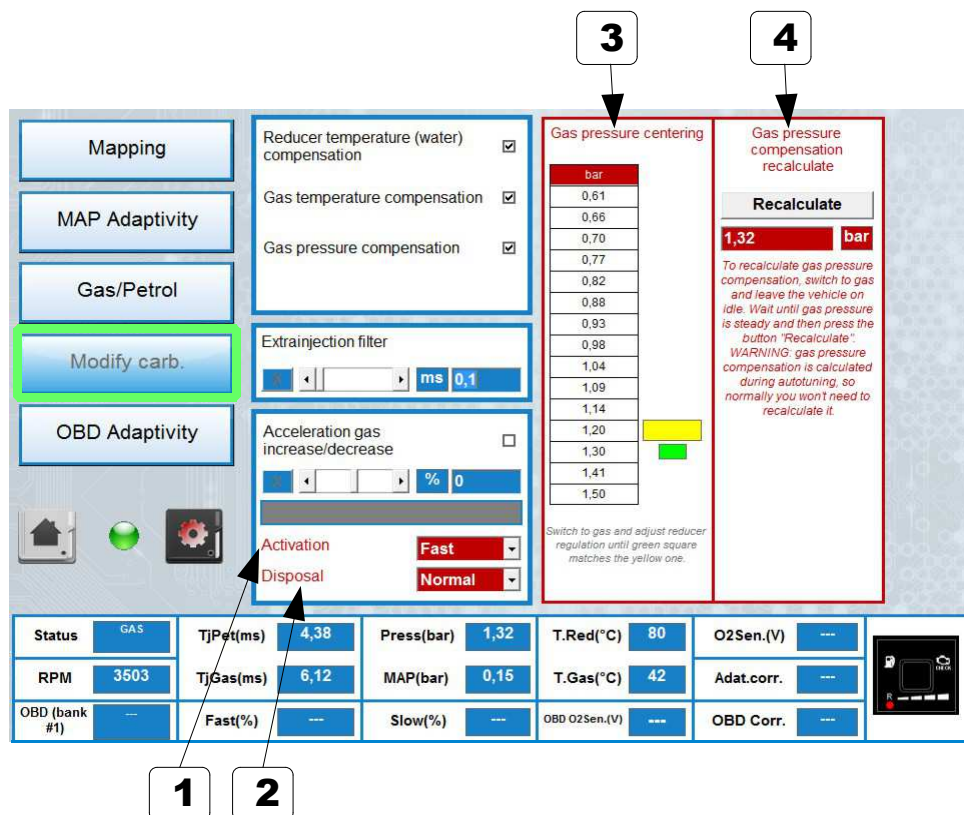 3
4
Mapping
MAP Adaptivity
Gas/Petrol
Modify carb.
OBD Adaptivity
Reducer temperature (water)
compensation
Gas temperature compensation
Gas pressure compensation
Extrainjection filter
ms 0,1
Acceleration gas
increase/decrease
% 0
Activation
Fast
Disposal
Normal
Gas pressure centering
bar
0,61
0,66
0,70
0,77
0,82
0,88
0,93
0,98
1,04
1,09
1,14
1,20
1,30
1,41
1,50
Switch to gas and adjust reducer
regulation until green square
matches the yellow one.
Gas pressure
compensation
recalculate
Recalculate
1,32 bar
To recalculate gas pressure
compensation, switch to gas
and leave the vehicle on
idle. Wait until gas pressure
is steady and then press the
button "Recalculate".
WARNING: gas pressure
compensation is calculated
during autotuning, so
normally you won't need to
recalculate it.
Status GAS TjPet(ms) 4,38 Press(bar) 1,32 T.Red(°C) 80 O2Sen.(V) ---
RPM 3503 TjGas(ms) 6,12 MAP(bar) 0,15 T.Gas(°C) 42 Adat.corr. ---
OBD (bank
#1) --- Fast(%) --- Slow(%) --- OBD O2Sen.(V) --- OBD Corr. ---
CHECK
R
1
2